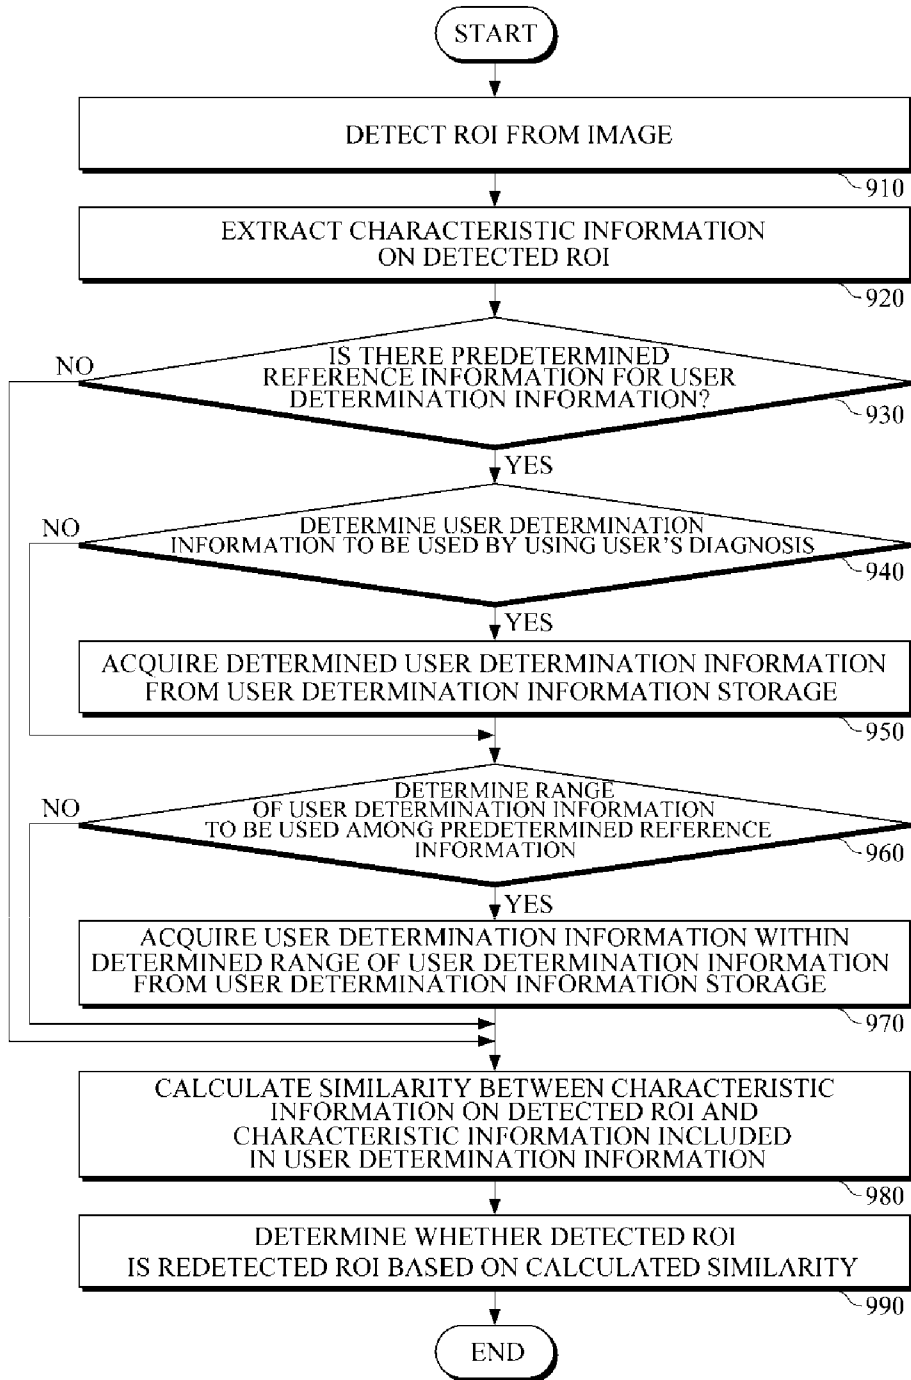 START
DETECT ROI FROM IMAGE
910
EXTRACT CHARACTERISTIC INFORMATION
ON DETECTED ROI
920
NO
IS THERE PREDETERMINED
REFERENCE INFORMATION FOR USER
DETERMINATION INFORMATION?
930
YES
NO
DETERMINE USER DETERMINATION
INFORMATION TO BE USED BY USING USER'S DIAGNOSIS
940
YES
ACQUIRE DETERMINED USER DETERMINATION INFORMATION
FROM USER DETERMINATION INFORMATION STORAGE
950
NO
DETERMINE RANGE
OF USER DETERMINATION INFORMATION
TO BE USED AMONG PREDETERMINED REFERENCE
INFORMATION
960
YES
ACQUIRE USER DETERMINATION INFORMATION WITHIN
DETERMINED RANGE OF USER DETERMINATION INFORMATION
FROM USER DETERMINATION INFORMATION STORAGE
970
CALCULATE SIMILARITY BETWEEN CHARACTERISTIC
INFORMATION ON DETECTED ROI AND
CHARACTERISTIC INFORMATION INCLUDED
IN USER DETERMINATION INFORMATION
980
DETERMINE WHETHER DETECTED ROI
IS REDETECTED ROI BASED ON CALCULATED SIMILARITY
990
END